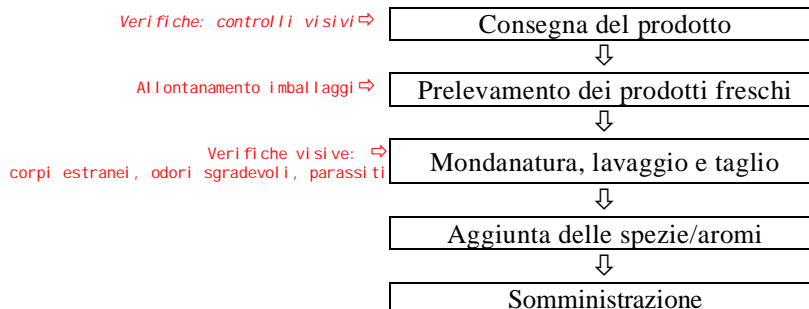 Verifiche: controlli visivi⇨
Consegna del prodotto
Allontanamento imballaggi⇨
Prelevamento dei prodotti freschi
Verifiche visive: ⇨
corpi estranei, odori sgradevoli, parassiti
Mondanatura, lavaggio e taglio
Aggiunta delle spezie/aromi
Somministrazione